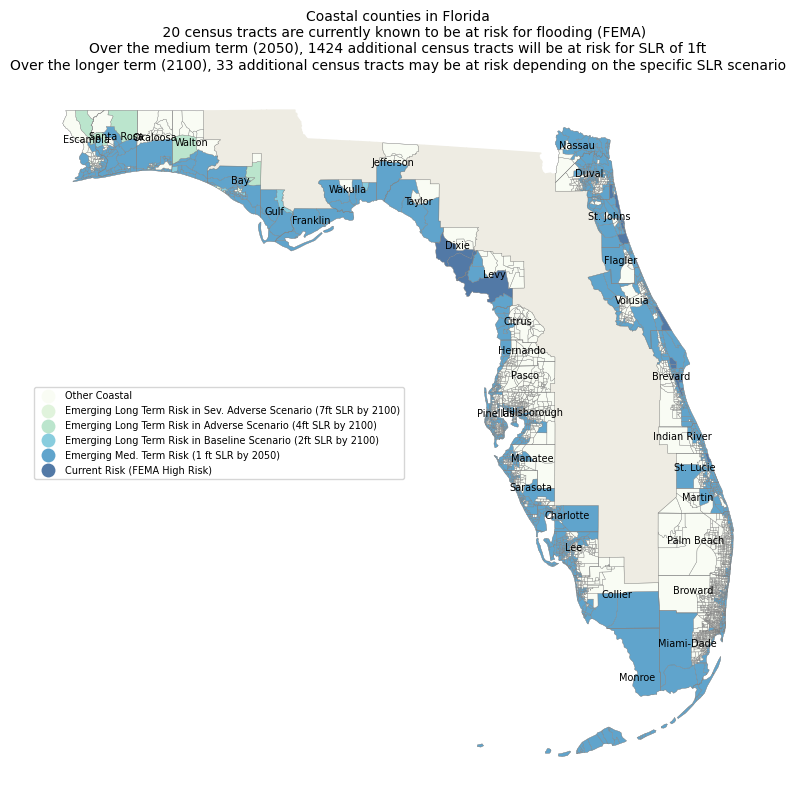 Coastal counties in Florida
20 census tracts are currently known to be at risk for flooding (FEMA)
Over the medium term (2050), 1424 additional census tracts will be at risk for SLR of 1ft
Over the longer term (2100), 33 additional census tracts may be at risk depending on the specific SLR scenario
Escambia
Santa Rosa
Okaloosa
Walton
Bay
Gulf
Franklin
Wakulla
Jefferson
Taylor
Dixie
Levy
Nassau
Duval
St. Johns
Flagler
Volusia
Citrus
Hernando
Pasco
Pinellas
Hillsborough
Brevard
Other Coastal
Emerging Long Term Risk in Sev. Adverse Scenario (7ft SLR by 2100)
Emerging Long Term Risk in Adverse Scenario (4ft SLR by 2100)
Emerging Long Term Risk in Baseline Scenario (2ft SLR by 2100)
Emerging Med. Term Risk (1 ft SLR by 2050)
Current Risk (FEMA High Risk)
Indian River
Manatee
St. Lucie
Sarasota
Martin
Charlotte
Palm Beach
Lee
Collier
Broward
Miami-Dade
Monroe